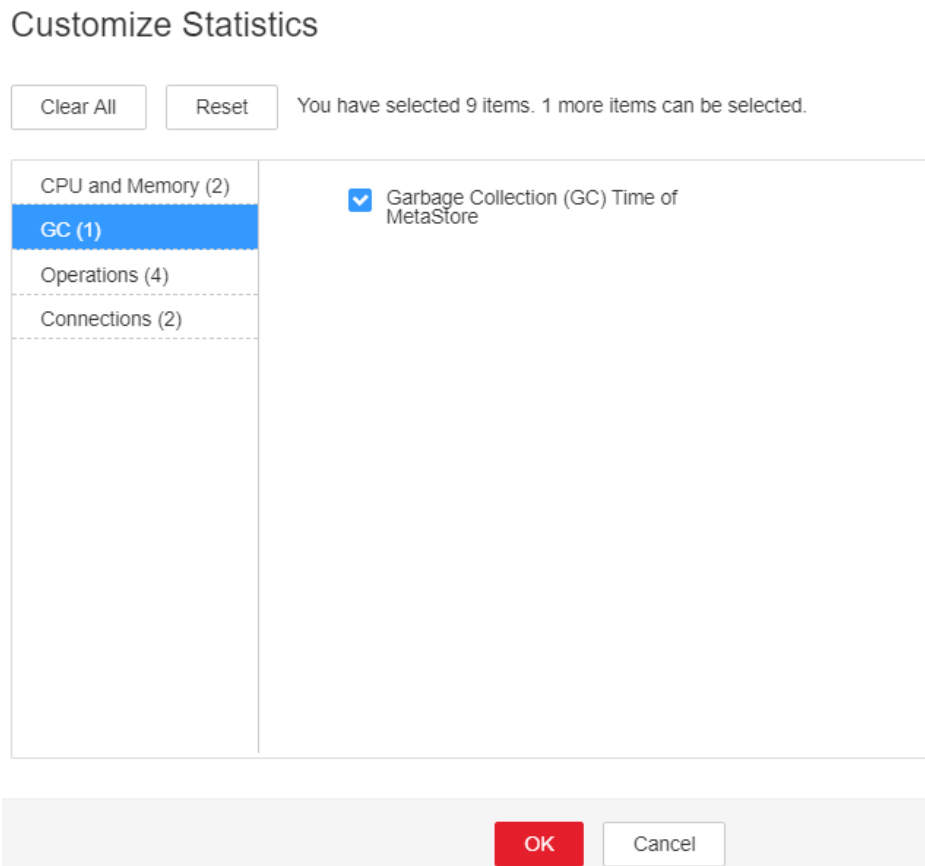 Customize Statistics
Clear All
Reset
You have selected 9 items. 1 more items can be selected.
CPU and Memory (2)
GC (1)
Operations (4)
Connections (2)
Garbage Collection (GC) Time of
MetaStore
OK
Cancel